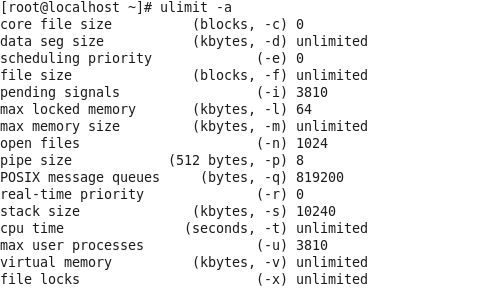 [root@localhost ~]# ulimit -a
core file size          (blocks, -c) 0
data seg size           (kbytes, -d) unlimited
scheduling priority             (-e) 0
file size               (blocks, -f) unlimited
pending signals                 (-i) 3810
max locked memory       (kbytes, -l) 64
max memory size         (kbytes, -m) unlimited
open files                      (-n) 1024
pipe size            (512 bytes, -p) 8
POSIX message queues     (bytes, -q) 819200
real-time priority              (-r) 0
stack size              (kbytes, -s) 10240
cpu time               (seconds, -t) unlimited
max user processes              (-u) 3810
virtual memory          (kbytes, -v) unlimited
file locks                      (-x) unlimited